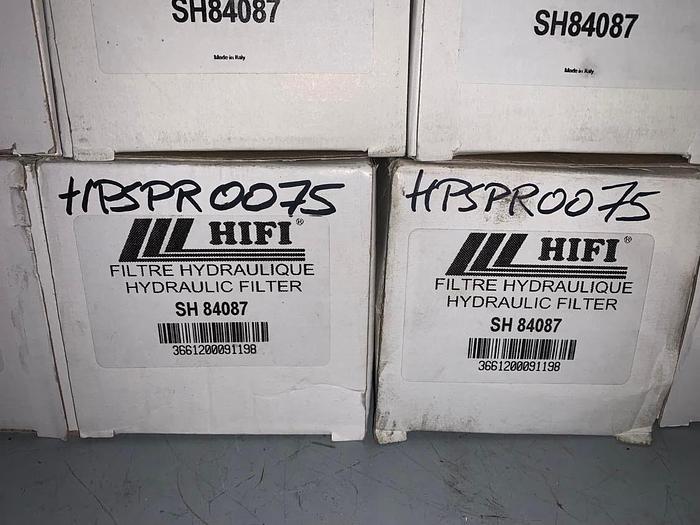 SH84087
Made in Italy
SH84087
Made in Italy
HPSPR0075
HIFI®
FILTRE HYDRAULIQUE
HYDRAULIC FILTER
SH 84087
3661200091198
HPSPR0075
HIFI®
FILTRE HYDRAULIQUE
HYDRAULIC FILTER
SH 84087
3661200091198